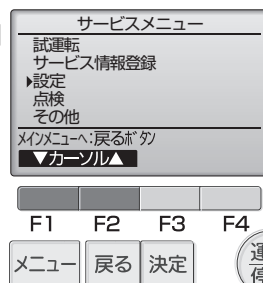 サービスメニュー
試運転
サービス情報登録
▶設定
点検
その他
メインメニューへ:戻るボタン
▼カーソル▲
F1 F2 F3 F4
メニュー 戻る 決定